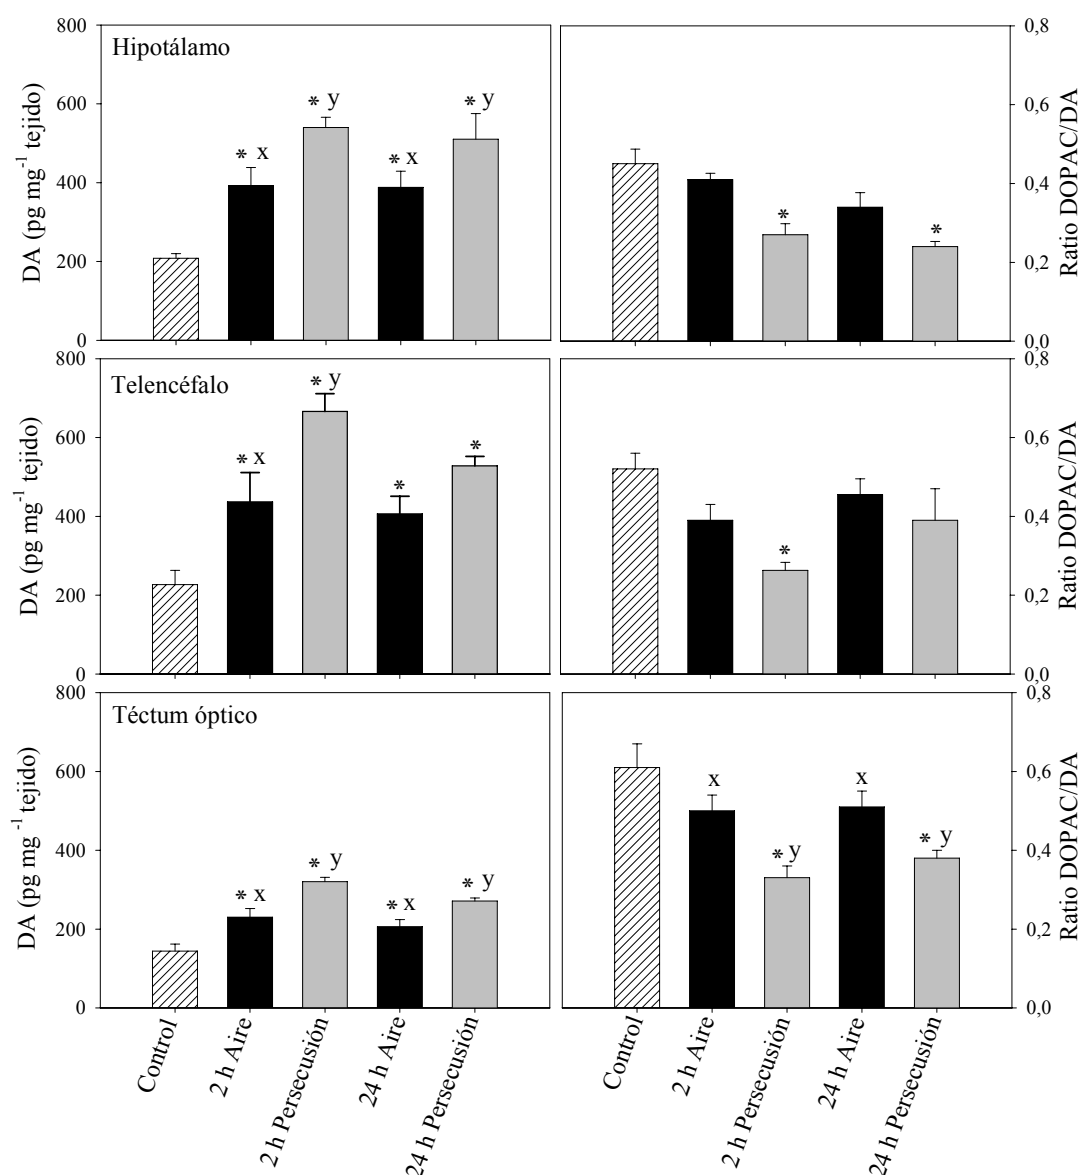 Hipotálamo
DA (pg mg⁻¹ tejido)
800
600
400
200
0
* x
* y
* x
* y
0,8
0,6
0,4
0,2
0,0
Ratio DOPAC/DA
*
*
Telencéfalo
DA (pg mg⁻¹ tejido)
800
600
400
200
0
* x
* y
*
*
0,8
0,6
0,4
0,2
0,0
Ratio DOPAC/DA
*
Téctum óptico
DA (pg mg⁻¹ tejido)
800
600
400
200
0
* x
* y
* x
* y
0,8
0,6
0,4
0,2
0,0
Ratio DOPAC/DA
x
* y
x
* y
Control
2 h Aire
2 h Persecusión
24 h Aire
24 h Persecusión
Control
2 h Aire
2 h Persecusión
24 h Aire
24 h Persecusión